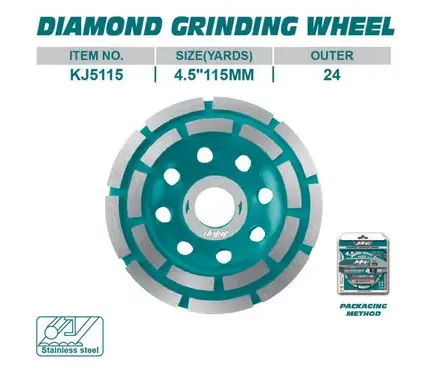 DIAMOND GRINDING WHEEL
ITEM NO. SIZE(YARDS) OUTER
KJ5115 4.5"115MM 24
PACKAGING
METHOD
Stainless steel